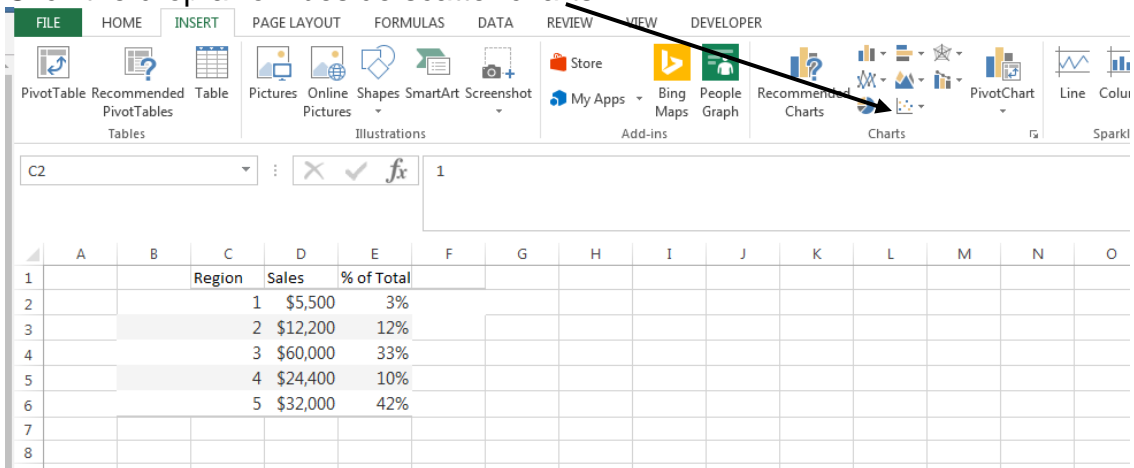 FILE HOME INSERT PAGE LAYOUT FORMULAS DATA REVIEW VIEW DEVELOPER
PivotTable Recommended PivotTables Table
Pictures Online Pictures Shapes SmartArt Screenshot
Store
My Apps
Bing Maps People Graph
Recommended Charts
PivotChart
Line
Tables Illustrations Add-ins Charts
C2 fx 1
A B C D E F G H I J K L M N O
1 Region Sales % of Total
2 1 $5,500 3%
3 2 $12,200 12%
4 3 $60,000 33%
5 4 $24,400 10%
6 5 $32,000 42%
7
8